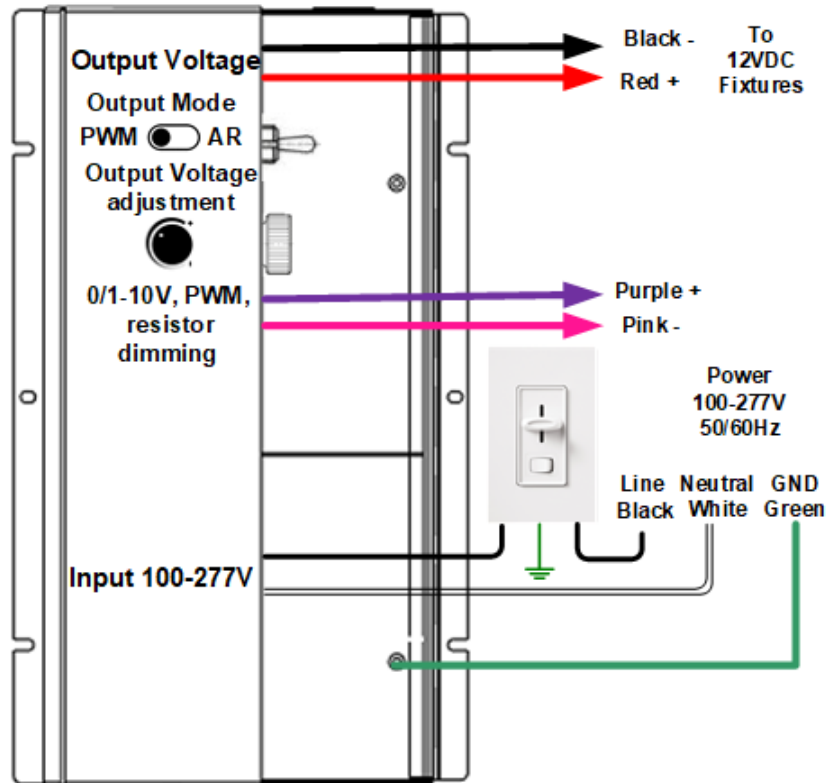 Output Voltage
Output Mode
PWM AR
Output Voltage
adjustment
0/1-10V, PWM,
resistor
dimming
Input 100-277V
Black -
Red +
To
12VDC
Fixtures
Purple +
Pink -
Power
100-277V
50/60Hz
Line Neutral GND
Black White Green